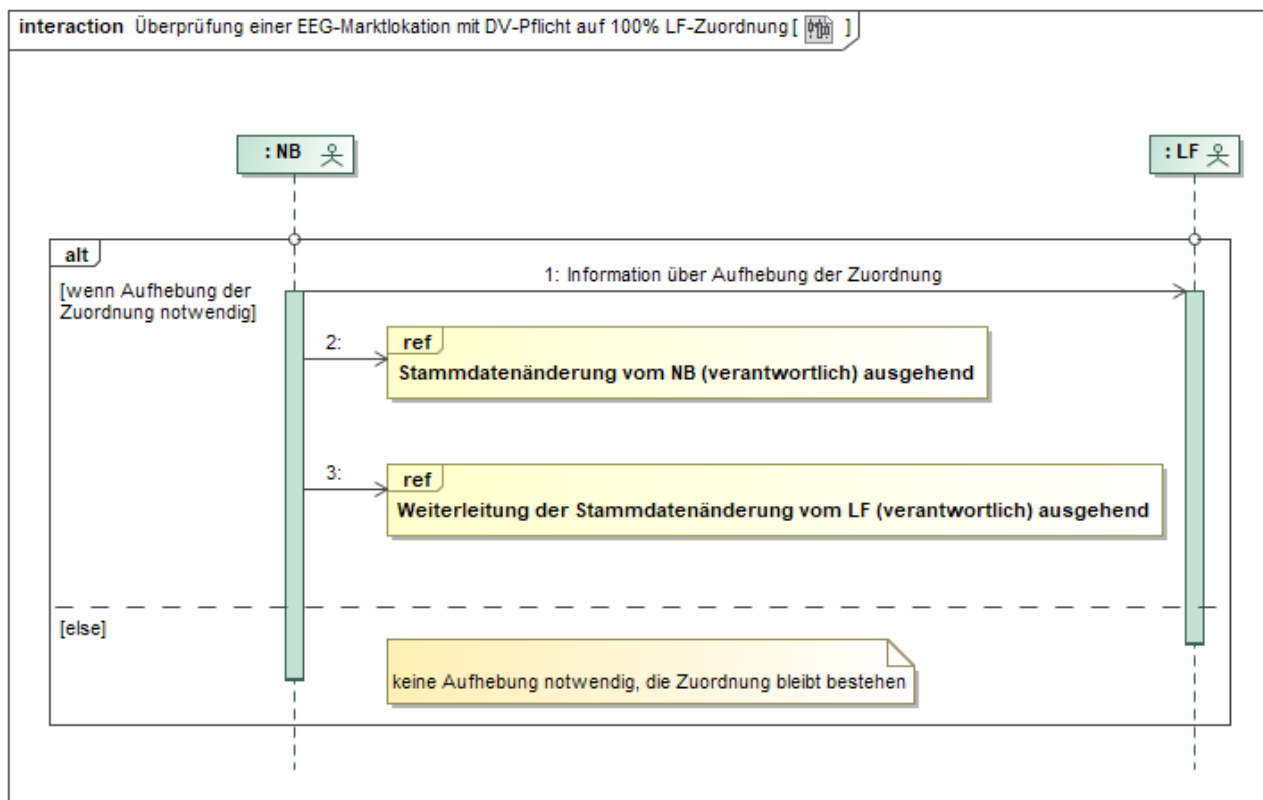 interaction Überprüfung einer EEG-Marktlokation mit DV-Pflicht auf 100% LF-Zuordnung [ ]
: NB
: LF
alt
[wenn Aufhebung der
Zuordnung notwendig]
1: Information über Aufhebung der Zuordnung
2:
ref
Stammdatenänderung vom NB (verantwortlich) ausgehend
3:
ref
Weiterleitung der Stammdatenänderung vom LF (verantwortlich) ausgehend
[else]
keine Aufhebung notwendig, die Zuordnung bleibt bestehen